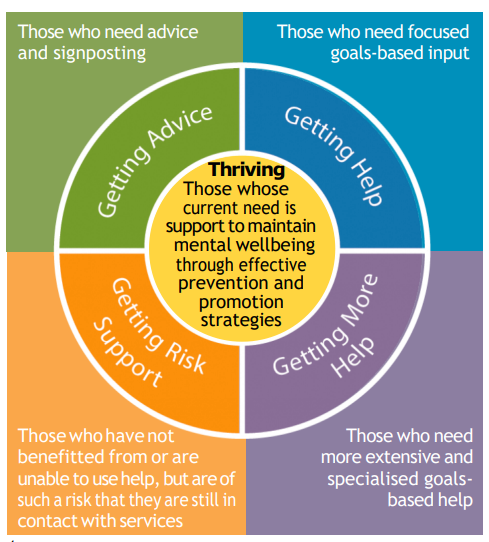 Those who need advice
and signposting
Those who need focused
goals-based input
Getting Advice
Getting Help
Thriving
Those whose
current need is
support to maintain
mental wellbeing
through effective
prevention and
promotion
strategies
Getting Risk
Support
Getting More
Help
Those who have not
benefitted from or are
unable to use help, but are of
such a risk that they are still in
contact with services
Those who need
more extensive and
specialised goals-
based help